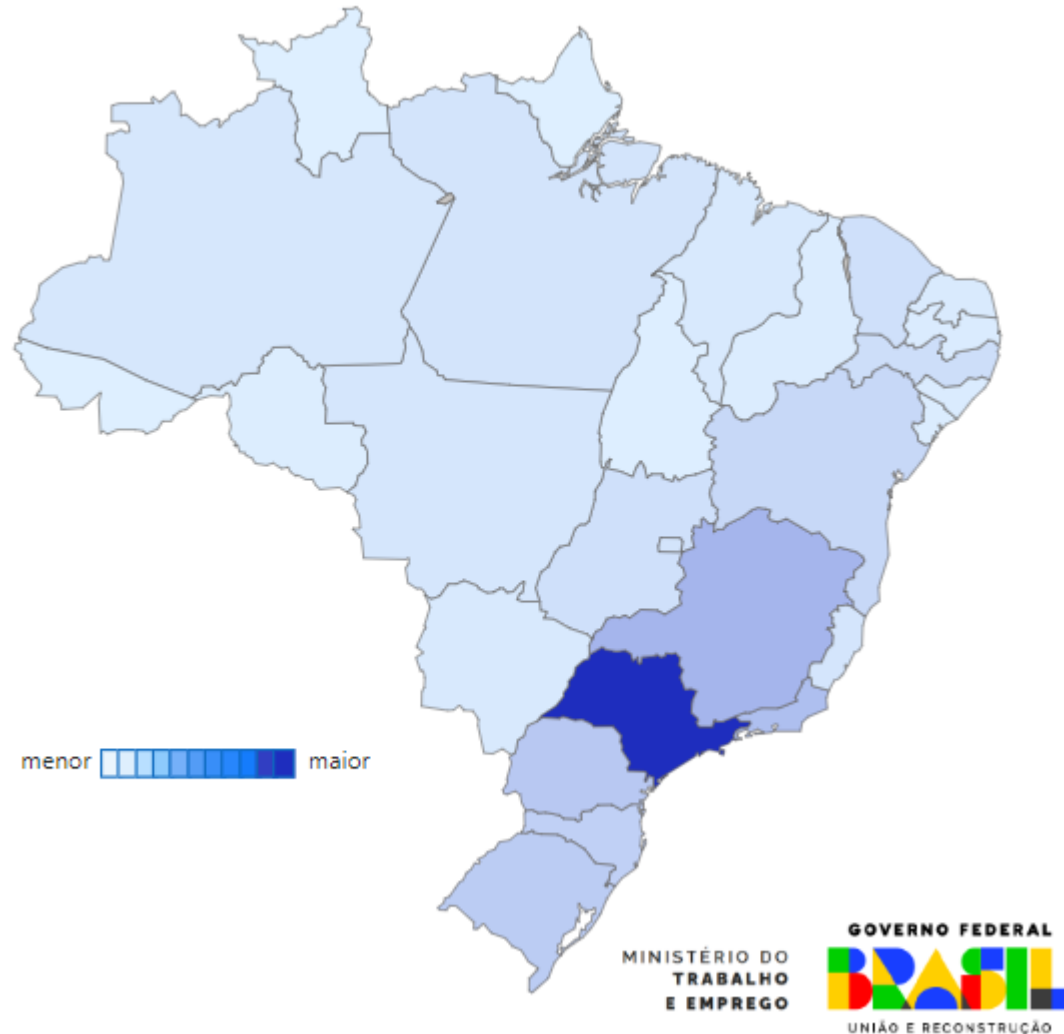 menor
maior
MINISTÉRIO DO
TRABALHO
E EMPREGO
GOVERNO FEDERAL
BRASIL
UNIÃO E RECONSTRUÇÃO